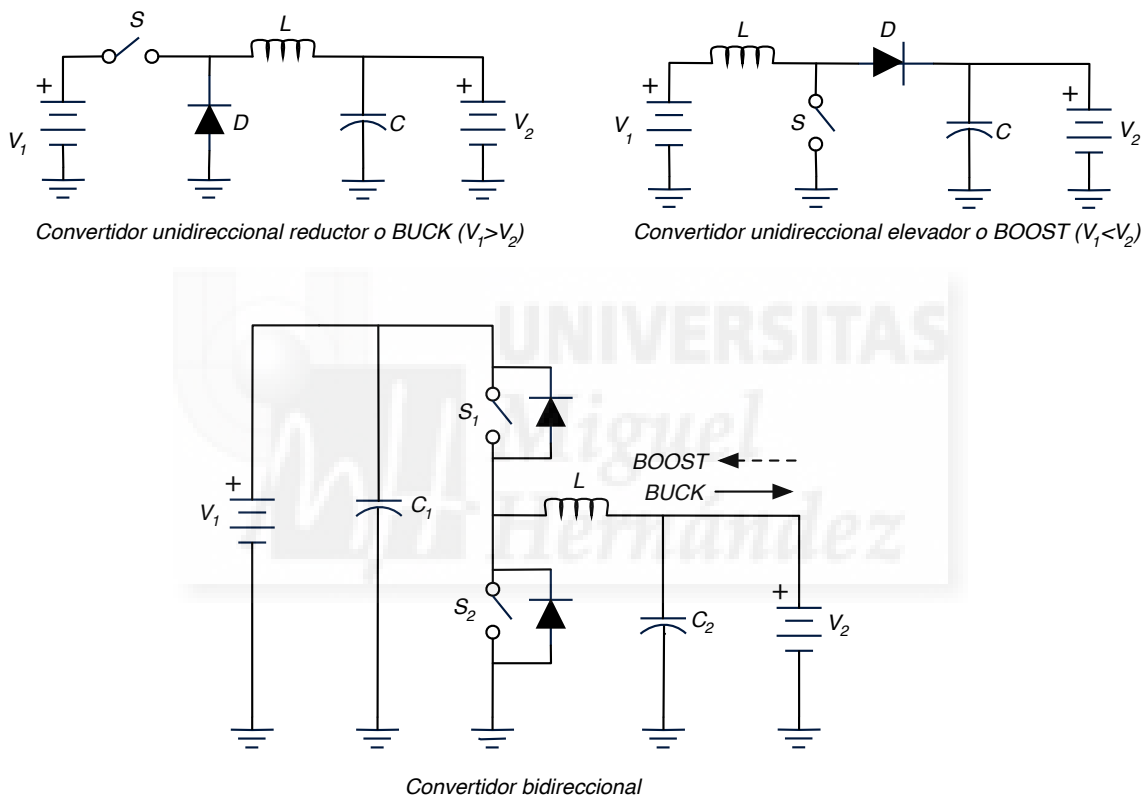 S
L
+
V1
D
C
+
V2
Convertidor unidireccional reductor o BUCK (V1>V2)
L
D
+
V1
S
C
+
V2
Convertidor unidireccional elevador o BOOST (V1<V2)
UNIVERSITAS
Miguel
Hernández
S1
BOOST
BUCK
L
+
V1
C1
S2
C2
+
V2
Convertidor bidireccional